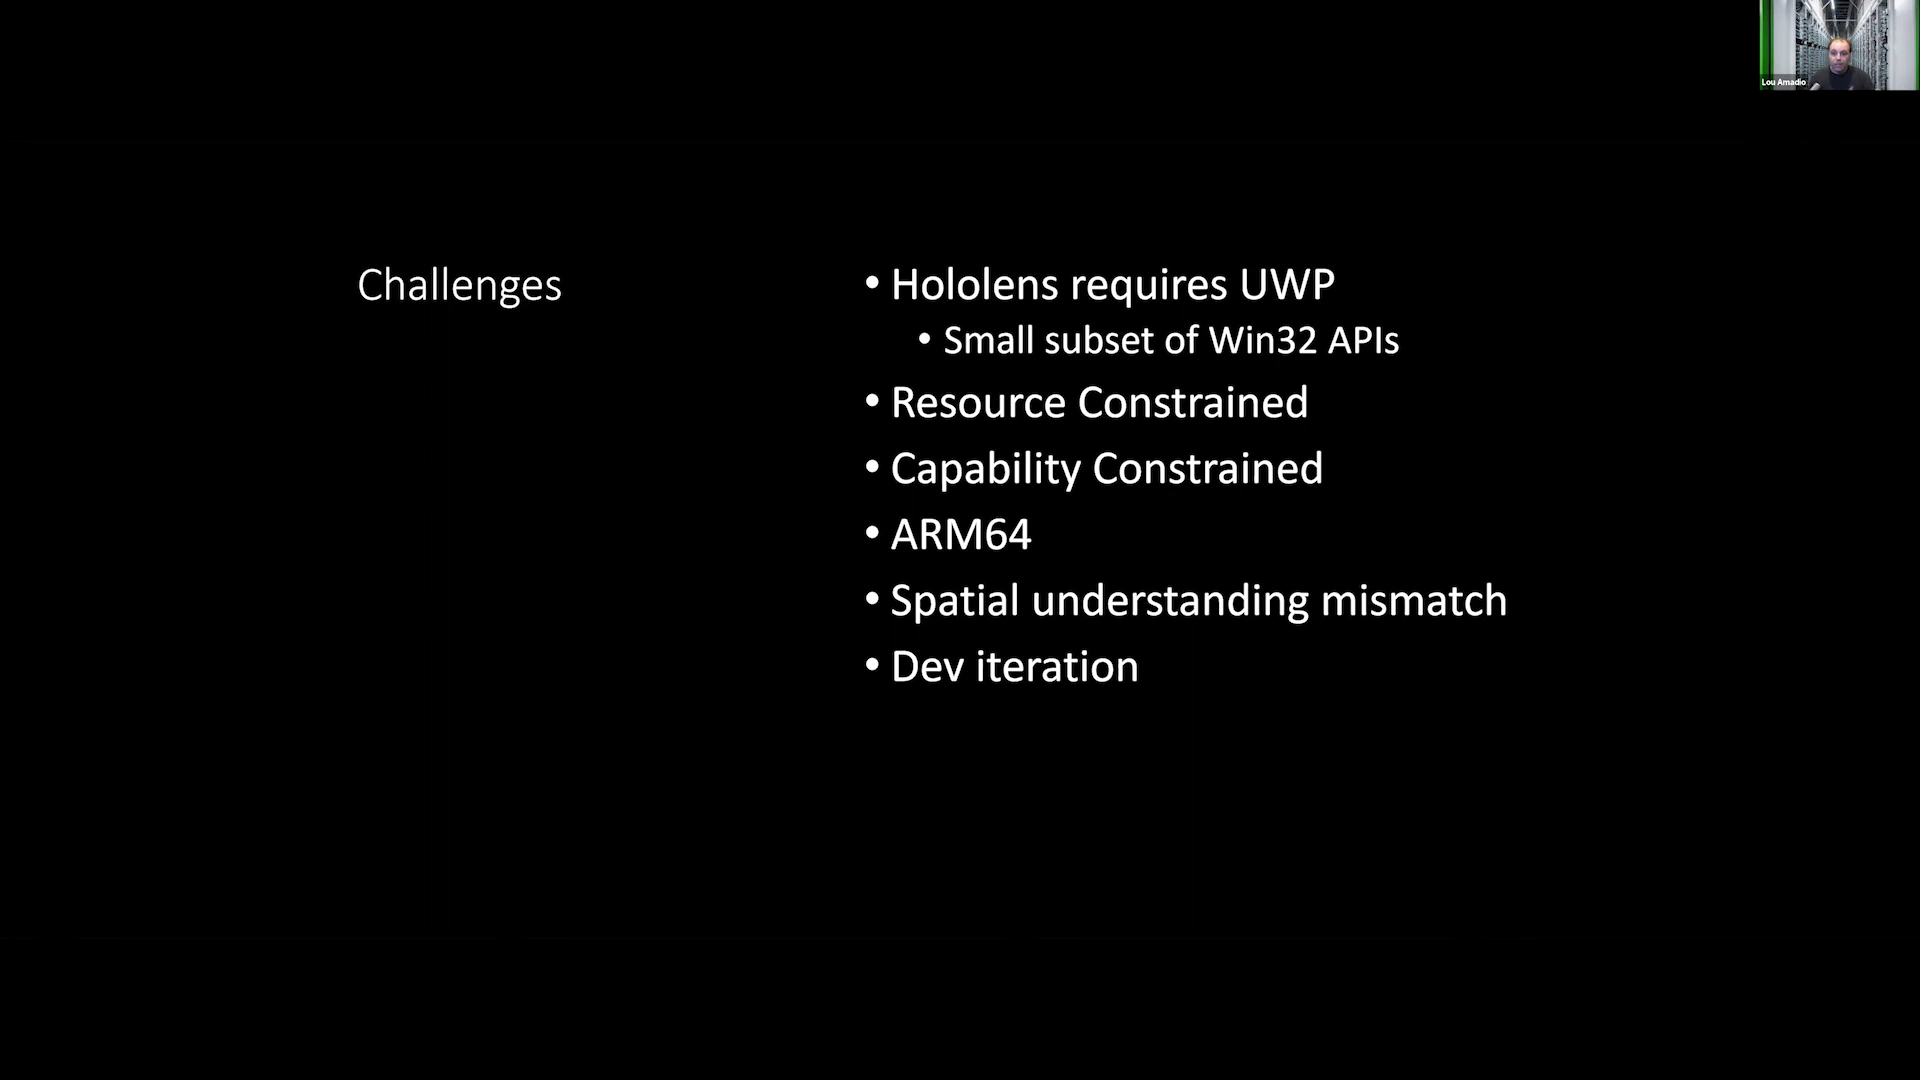 Lou Amadio
Challenges
• Hololens requires UWP
• Small subset of Win32 APIs
• Resource Constrained
• Capability Constrained
• ARM64
• Spatial understanding mismatch
• Dev iteration